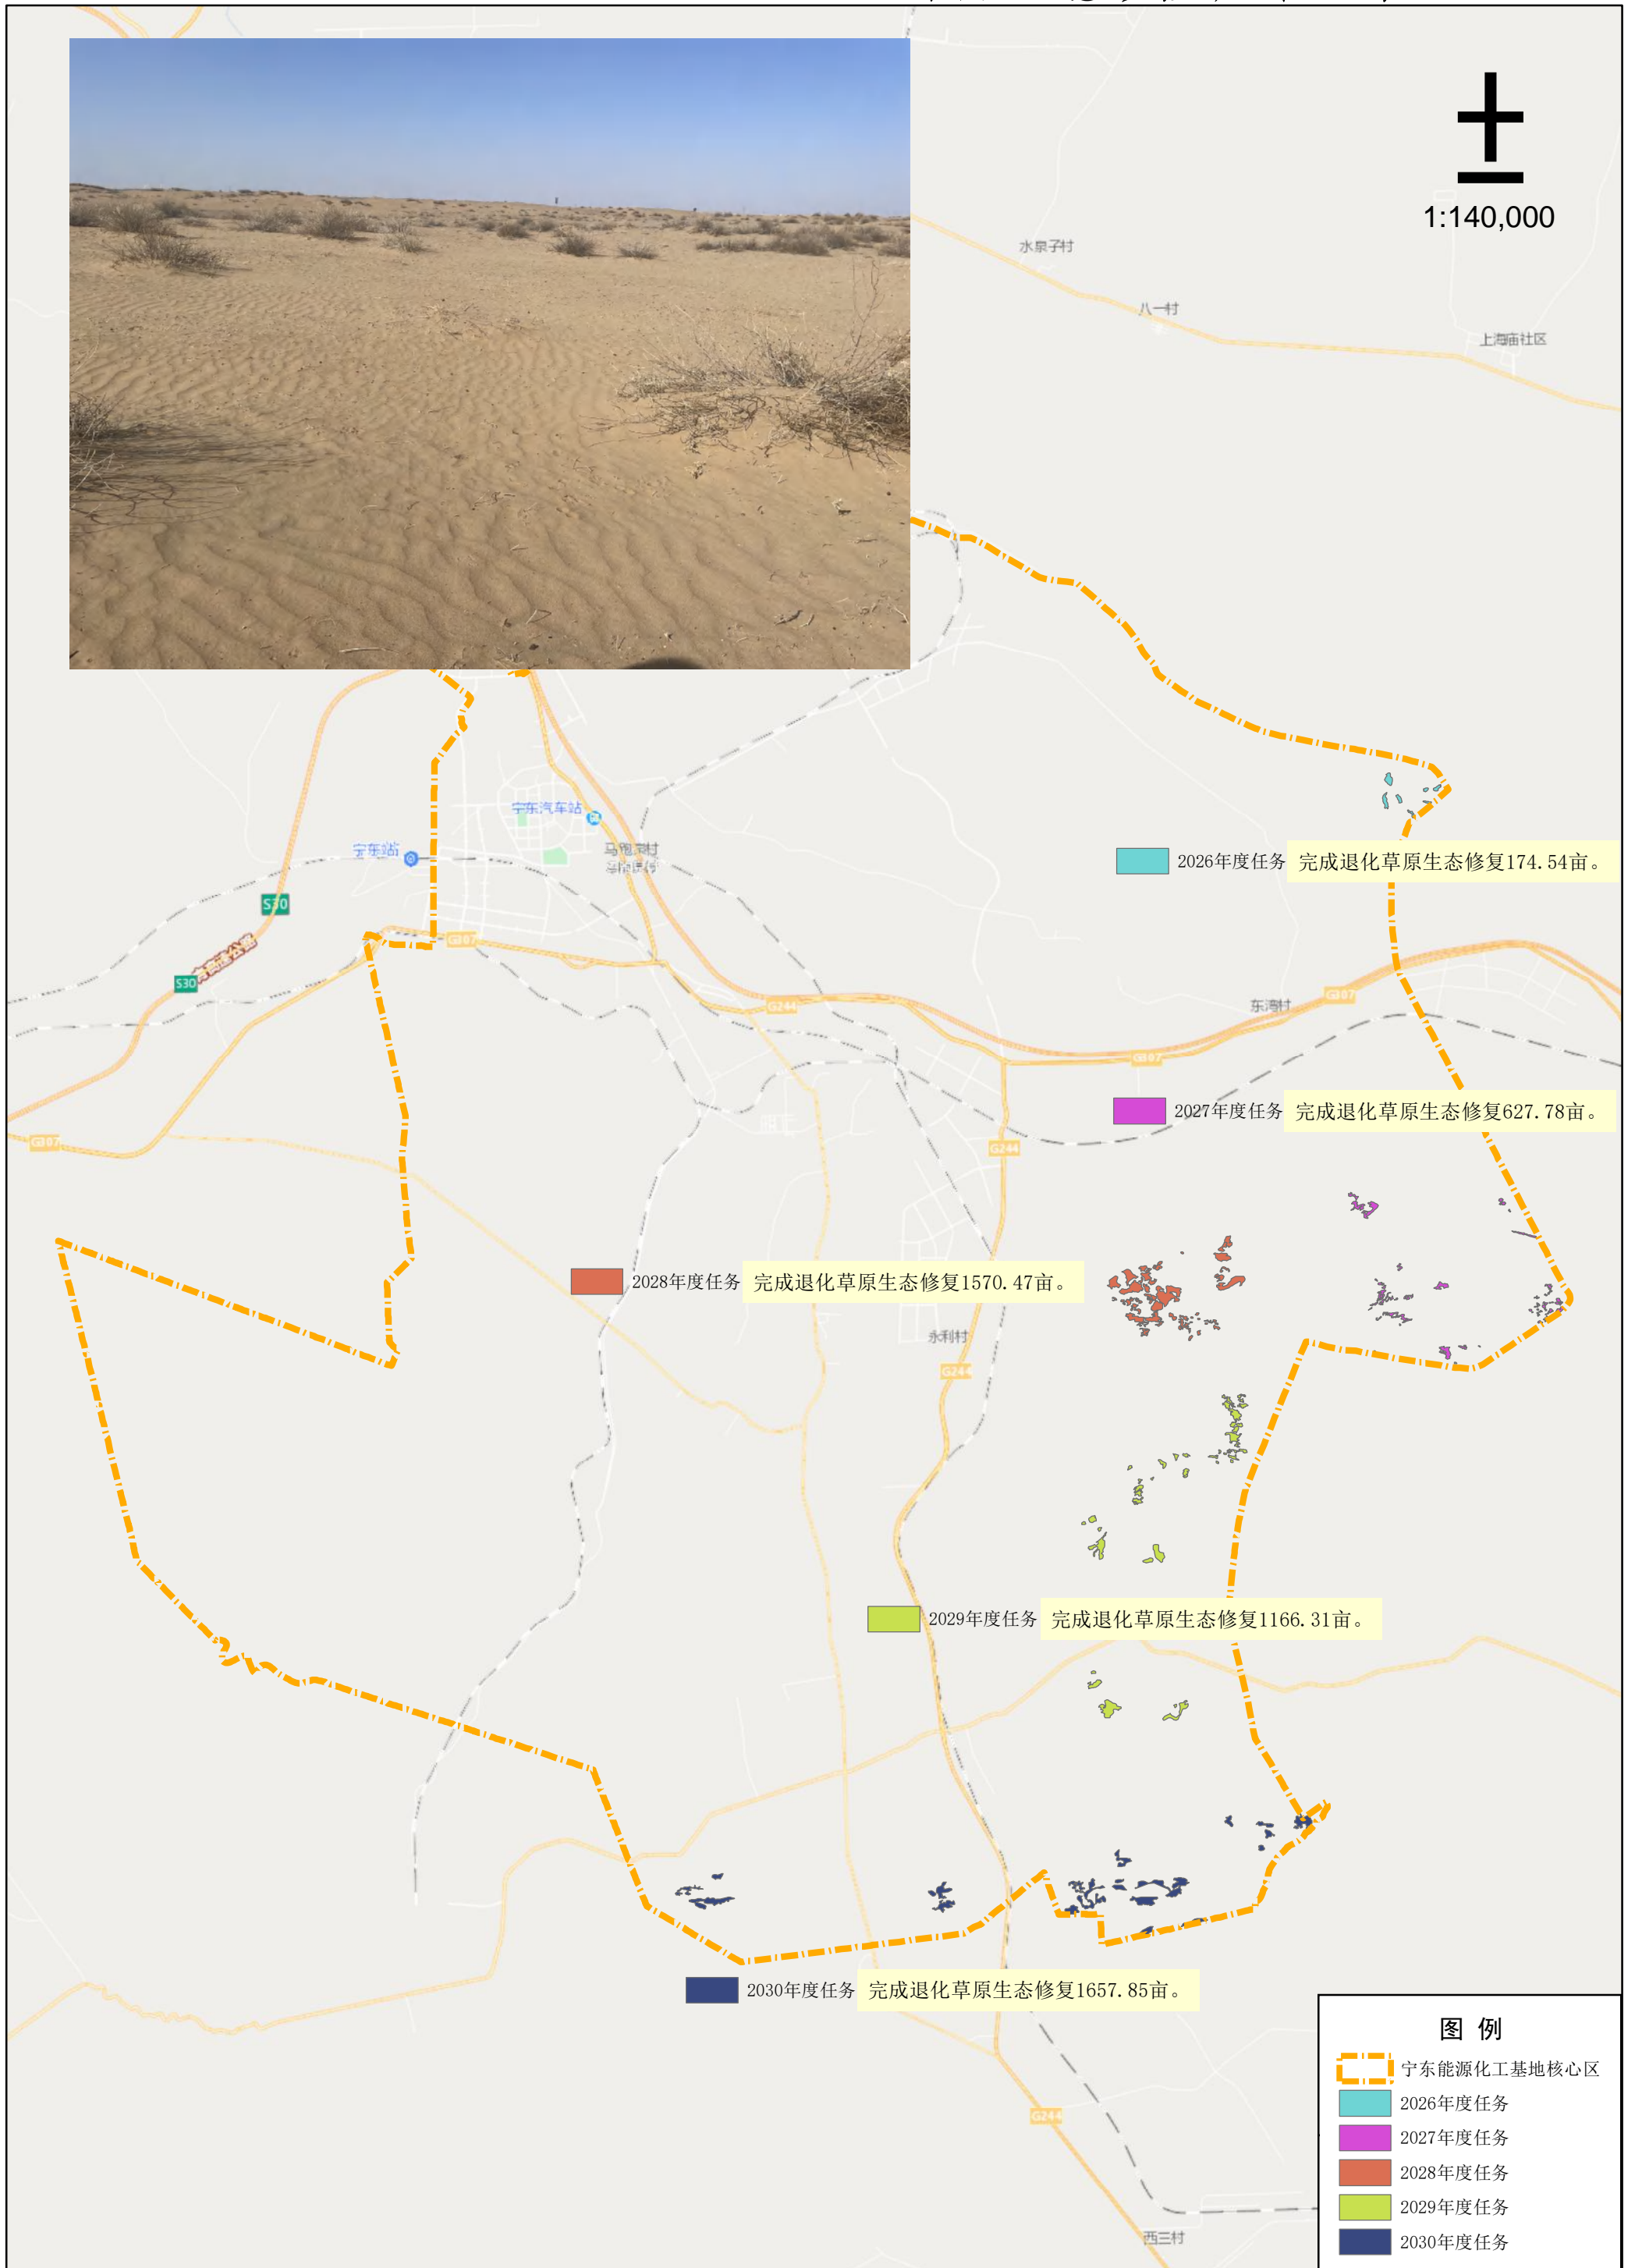 1:140,000
水泉子村
八一村
上海庙社区
宁东汽车站
宁东站
S30
2026年度任务 完成退化草原生态修复174.54亩。
G307
S30
G307
G244
东湾村
G307
2027年度任务 完成退化草原生态修复627.78亩。
G307
G244
2028年度任务 完成退化草原生态修复1570.47亩。
永利村
G244
2029年度任务 完成退化草原生态修复1166.31亩。
2030年度任务 完成退化草原生态修复1657.85亩。
图 例
宁东能源化工基地核心区
2026年度任务
2027年度任务
2028年度任务
2029年度任务
2030年度任务
G244
西三村